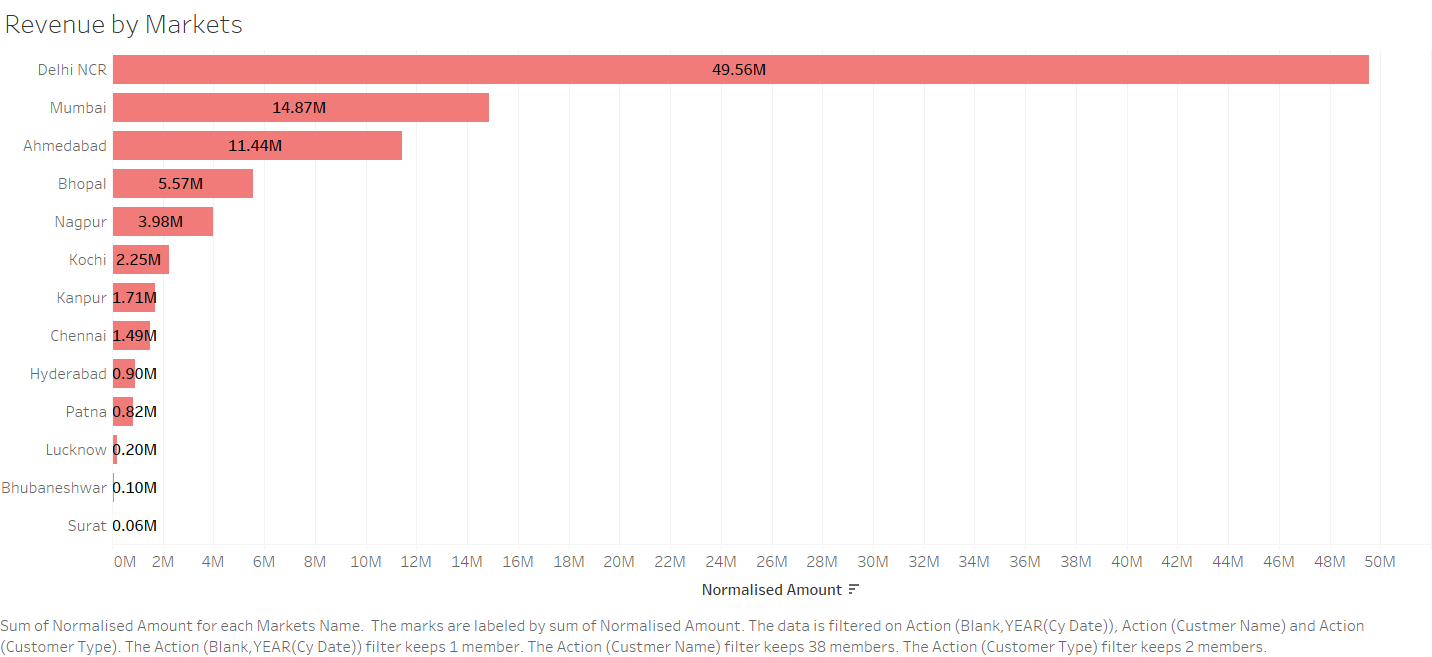 Revenue by Markets
Delhi NCR 49.56M
Mumbai 14.87M
Ahmedabad 11.44M
Bhopal 5.57M
Nagpur 3.98M
Kochi 2.25M
Kanpur 1.71M
Chennai 1.49M
Hyderabad 0.90M
Patna 0.82M
Lucknow 0.20M
Bhubaneshwar 0.10M
Surat 0.06M
0M 2M 4M 6M 8M 10M 12M 14M 16M 18M 20M 22M 24M 26M 28M 30M 32M 34M 36M 38M 40M 42M 44M 46M 48M 50M
Normalised Amount
Sum of Normalised Amount for each Markets Name.  The marks are labeled by sum of Normalised Amount. The data is filtered on Action (Blank,YEAR(Cy Date)), Action (Custmer Name) and Action
(Customer Type). The Action (Blank,YEAR(Cy Date)) filter keeps 1 member. The Action (Custmer Name) filter keeps 38 members. The Action (Customer Type) filter keeps 2 members.